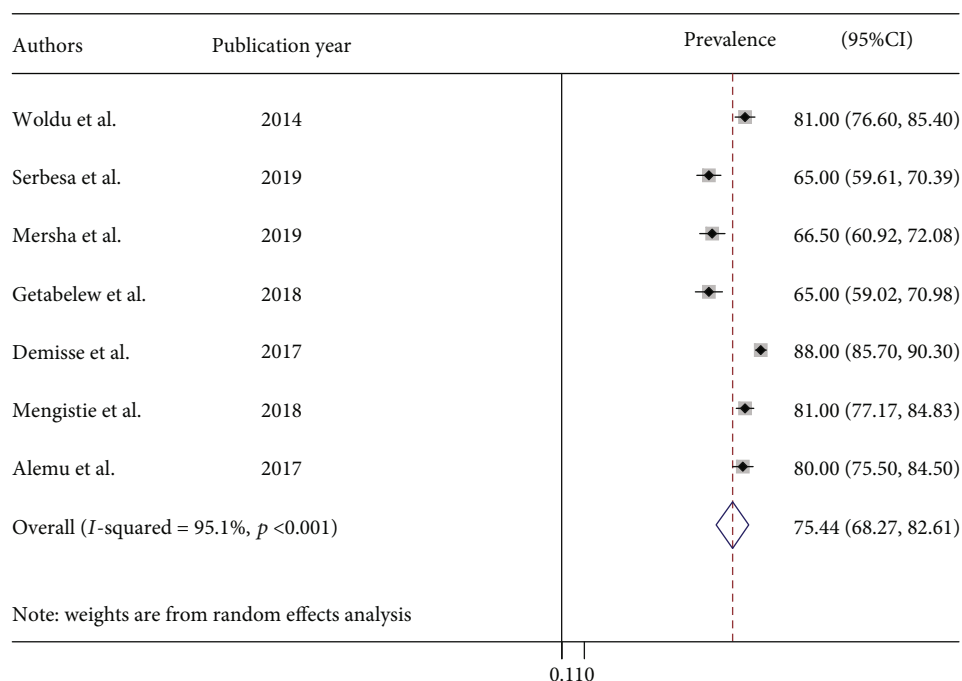 Authors Publication year Prevalence (95%CI)
Woldu et al. 2014 81.00 (76.60, 85.40)
Serbesa et al. 2019 65.00 (59.61, 70.39)
Mersha et al. 2019 66.50 (60.92, 72.08)
Getabelew et al. 2018 65.00 (59.02, 70.98)
Demisse et al. 2017 88.00 (85.70, 90.30)
Mengistie et al. 2018 81.00 (77.17, 84.83)
Alemu et al. 2017 80.00 (75.50, 84.50)
Overall (I-squared = 95.1%, p <0.001) 75.44 (68.27, 82.61)
Note: weights are from random effects analysis
0.110